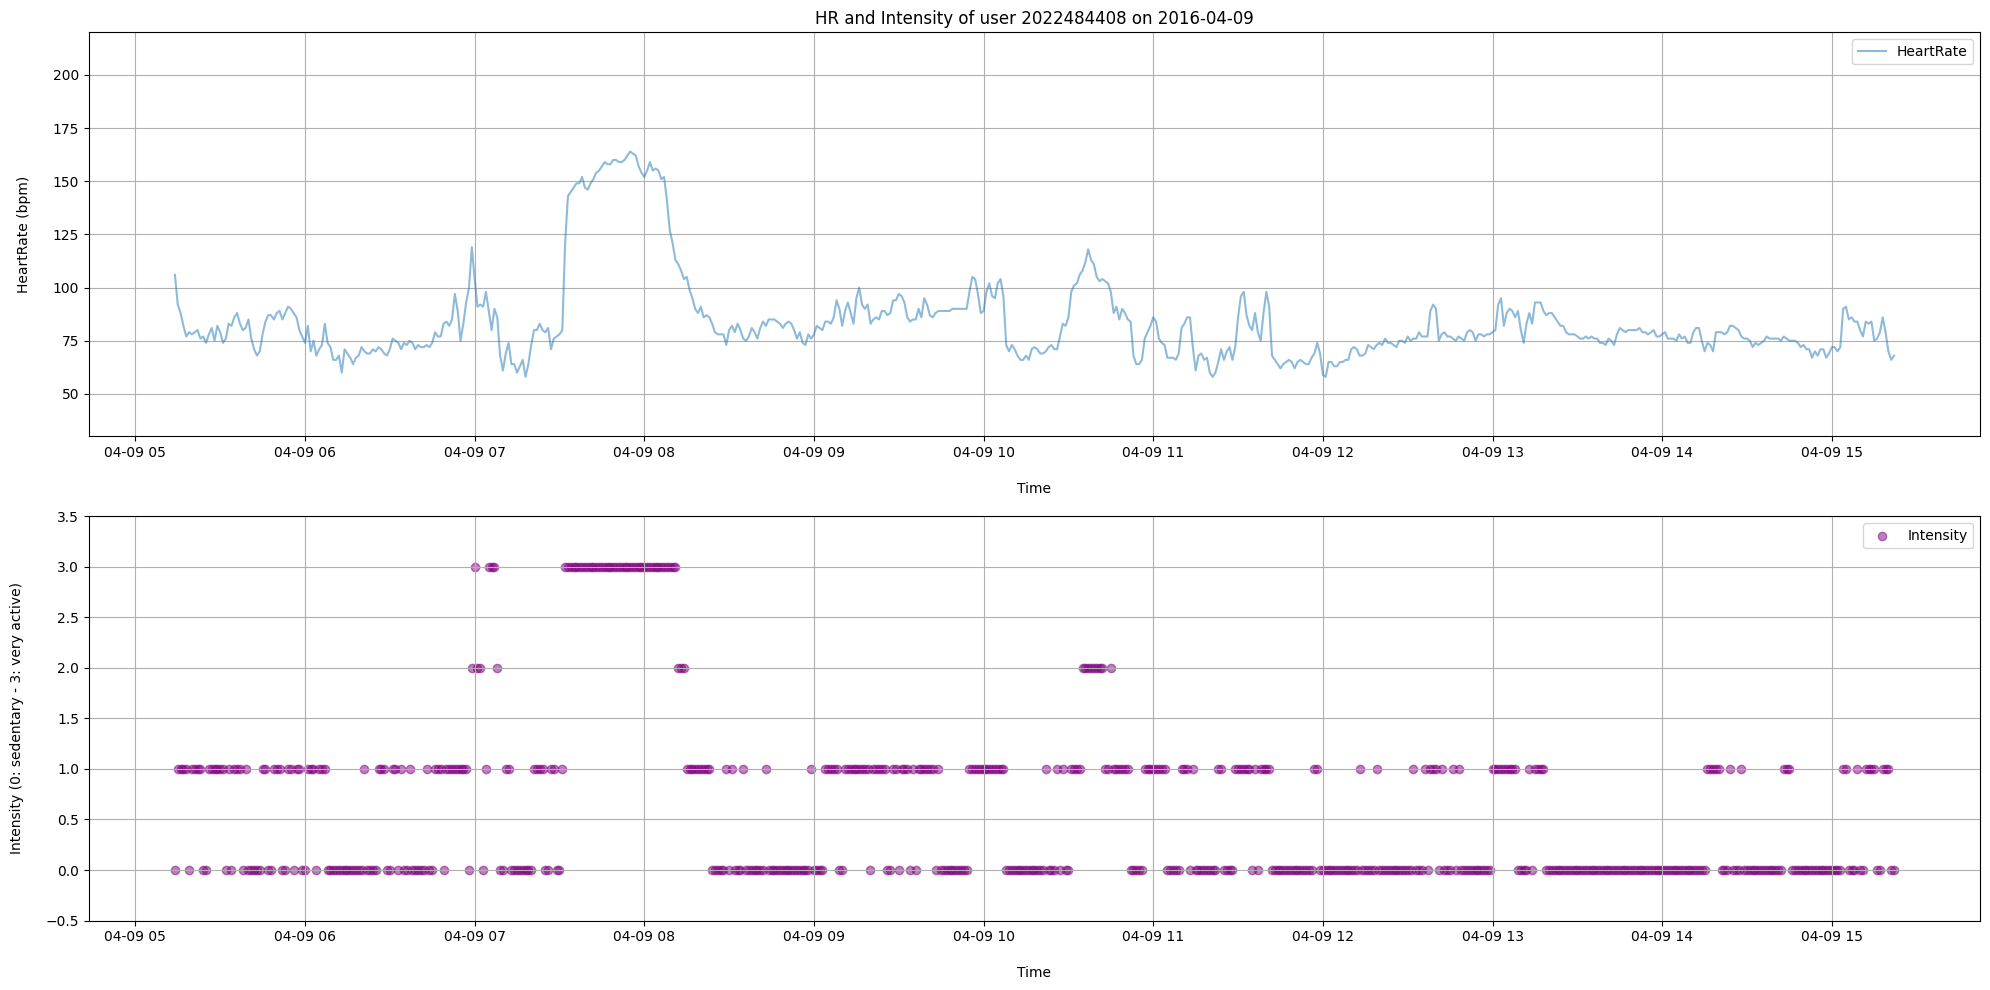 HR and Intensity of user 2022484408 on 2016-04-09
HeartRate
200
175
150
125
100
75
50
HeartRate (bpm)
04-09 05 04-09 06 04-09 07 04-09 08 04-09 09 04-09 10 04-09 11 04-09 12 04-09 13 04-09 14 04-09 15
Time
Intensity
3.5
3.0
2.5
2.0
1.5
1.0
0.5
0.0
−0.5
Intensity (0: sedentary - 3: very active)
04-09 05 04-09 06 04-09 07 04-09 08 04-09 09 04-09 10 04-09 11 04-09 12 04-09 13 04-09 14 04-09 15
Time